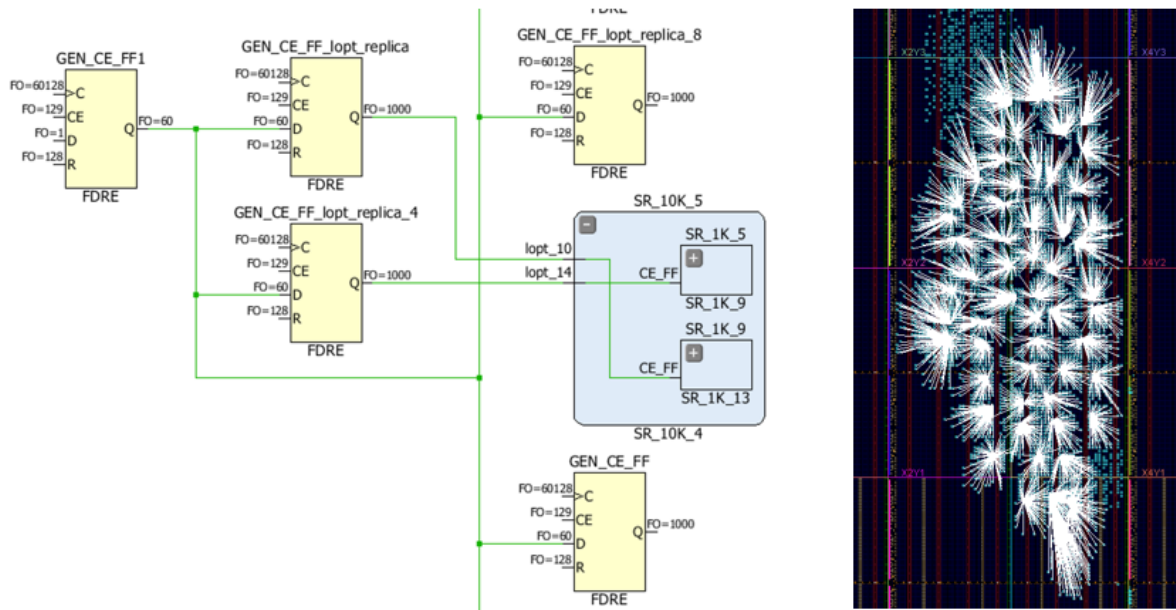 FDRE
GEN_CE_FF1
FO=60128
C
FO=129
CE
FO=1
D
FO=128
R
Q
FO=60
FDRE
GEN_CE_FF_lopt_replica
FO=60128
C
FO=129
CE
FO=60
D
FO=128
R
Q
FO=1000
FDRE
GEN_CE_FF_lopt_replica_4
FO=60128
C
FO=129
CE
FO=60
D
FO=128
R
Q
FO=1000
FDRE
GEN_CE_FF_lopt_replica_8
FO=60128
C
FO=129
CE
FO=60
D
FO=128
R
Q
FO=1000
FDRE
SR_10K_5
lopt_10
lopt_14
SR_1K_5
CE_FF
SR_1K_9
SR_1K_9
CE_FF
SR_1K_13
SR_10K_4
GEN_CE_FF
FO=60128
C
FO=129
CE
FO=60
D
FO=128
R
Q
FO=1000
FDRE
X2Y3
X4Y3
X2Y2
X4Y2
X2Y1
X4Y1